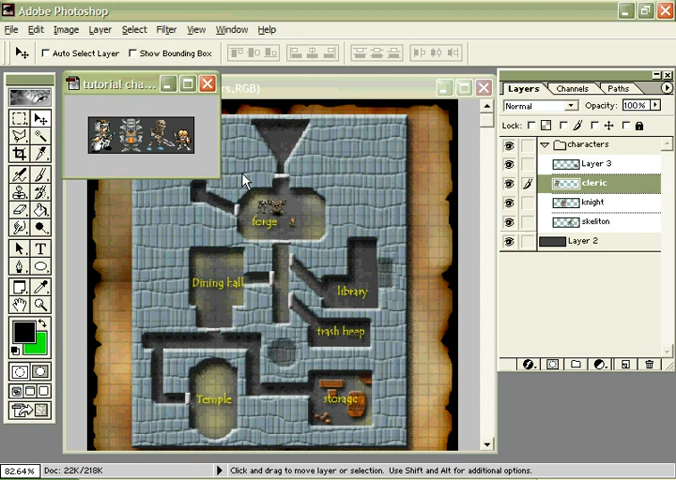 Adobe Photoshop
File Edit Image Layer Select Filter View Window Help
Auto Select Layer Show Bounding Box
tutorial cha... rs,RGB)
Layers Channels Paths
Normal Opacity: 100%
Lock:
characters
Layer 3
cleric
knight
skeliton
Layer 2
forge
Dining hall
library
trash heep
Temple
storage
82.64% Doc: 22K/218K Click and drag to move layer or selection. Use Shift and Alt for additional options.